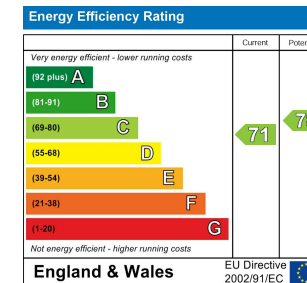 Energy Efficiency Rating
Current
Very energy efficient - lower running costs
(92 plus) A
(81-91) B
(69-80) C
71
(55-68) D
(39-54) E
(21-38) F
(1-20) G
Not energy efficient - higher running costs
England & Wales
EU Directive
2002/91/EC